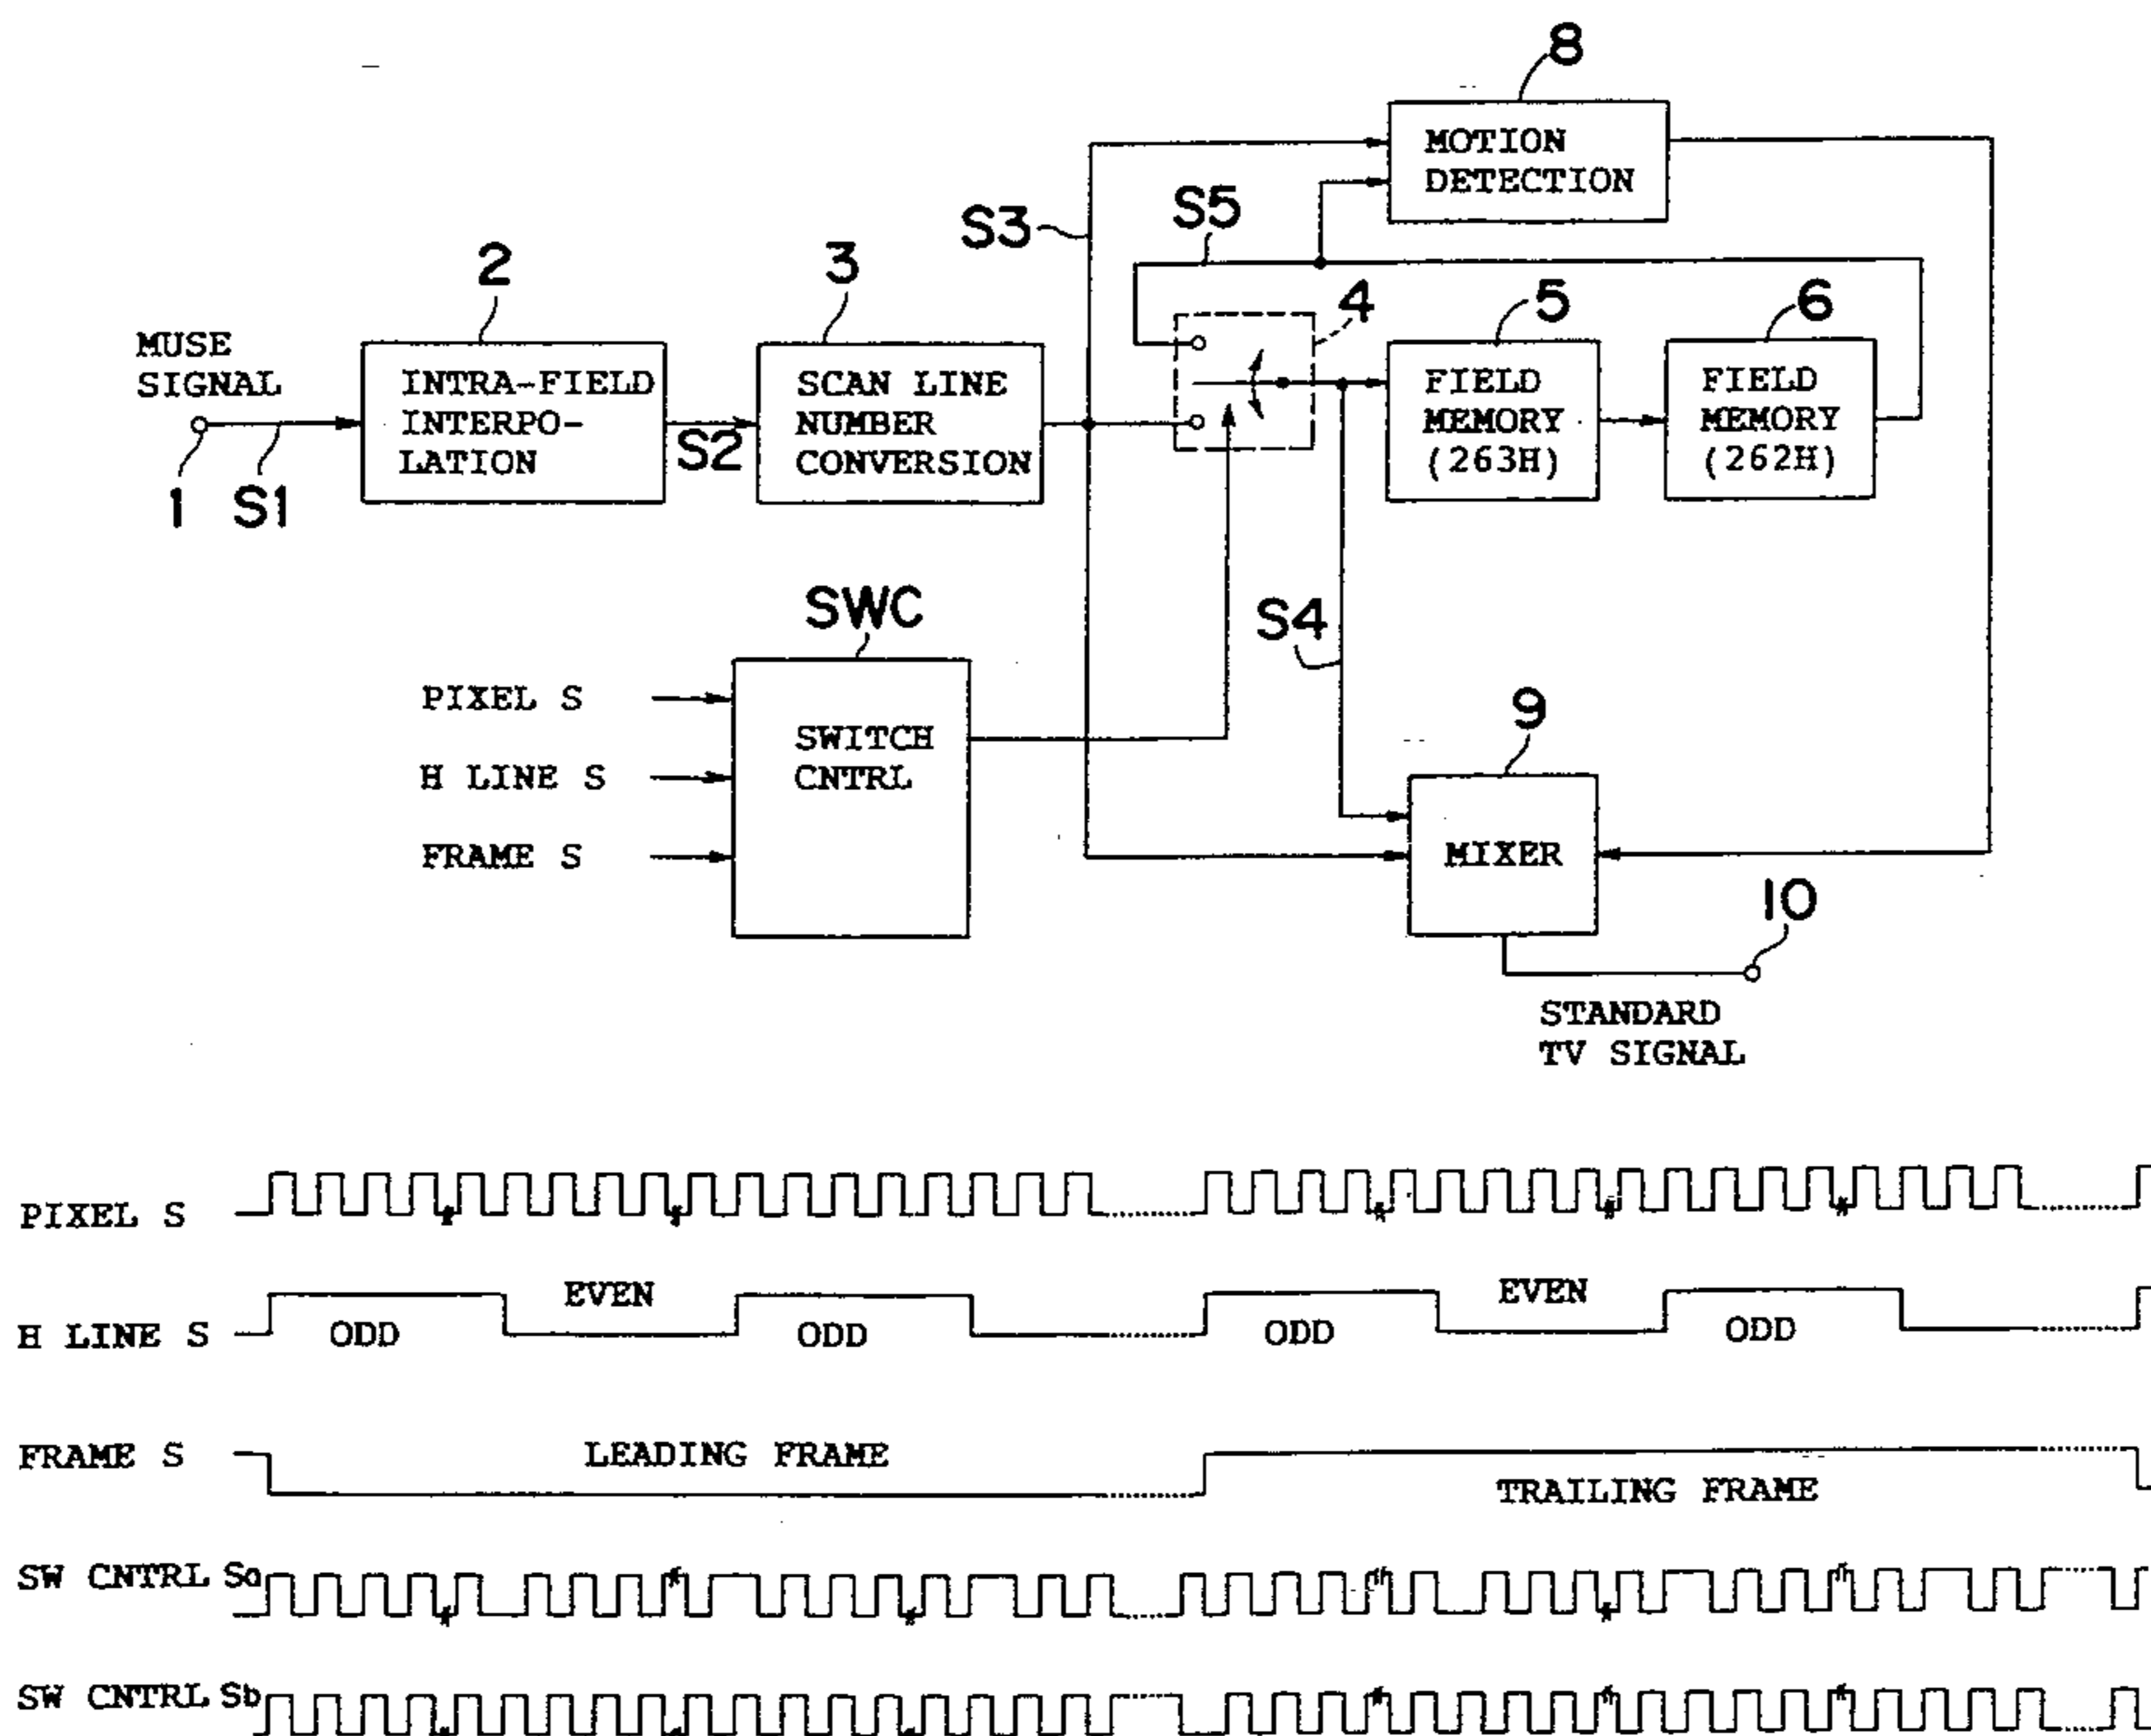 8
MOTION
DETECTION
S3
S5
2
3
4
5
6
MUSE
SIGNAL
INTRA-FIELD
INTERPO-
LATION
S2
SCAN LINE
NUMBER
CONVERSION
FIELD
MEMORY
(263H)
FIELD
MEMORY
(262H)
1
S1
SWC
S4
PIXEL S
H LINE S
FRAME S
SWITCH
CNTRL
9
MIXER
10
STANDARD
TV SIGNAL
PIXEL S
H LINE S
ODD
EVEN
ODD
ODD
EVEN
ODD
FRAME S
LEADING FRAME
TRAILING FRAME
SW CNTRL Sa
SW CNTRL Sb